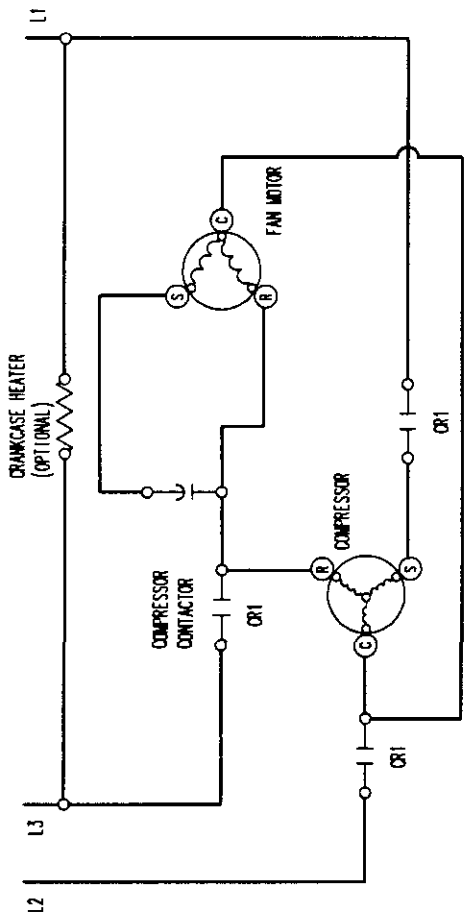 L2
L3
CRANKCASE HEATER
(OPTIONAL)
L1
COMPRESSOR
CONTACTOR
CR1
S
C
R
FAN MOTOR
R
COMPRESSOR
C
S
CR1
CR1